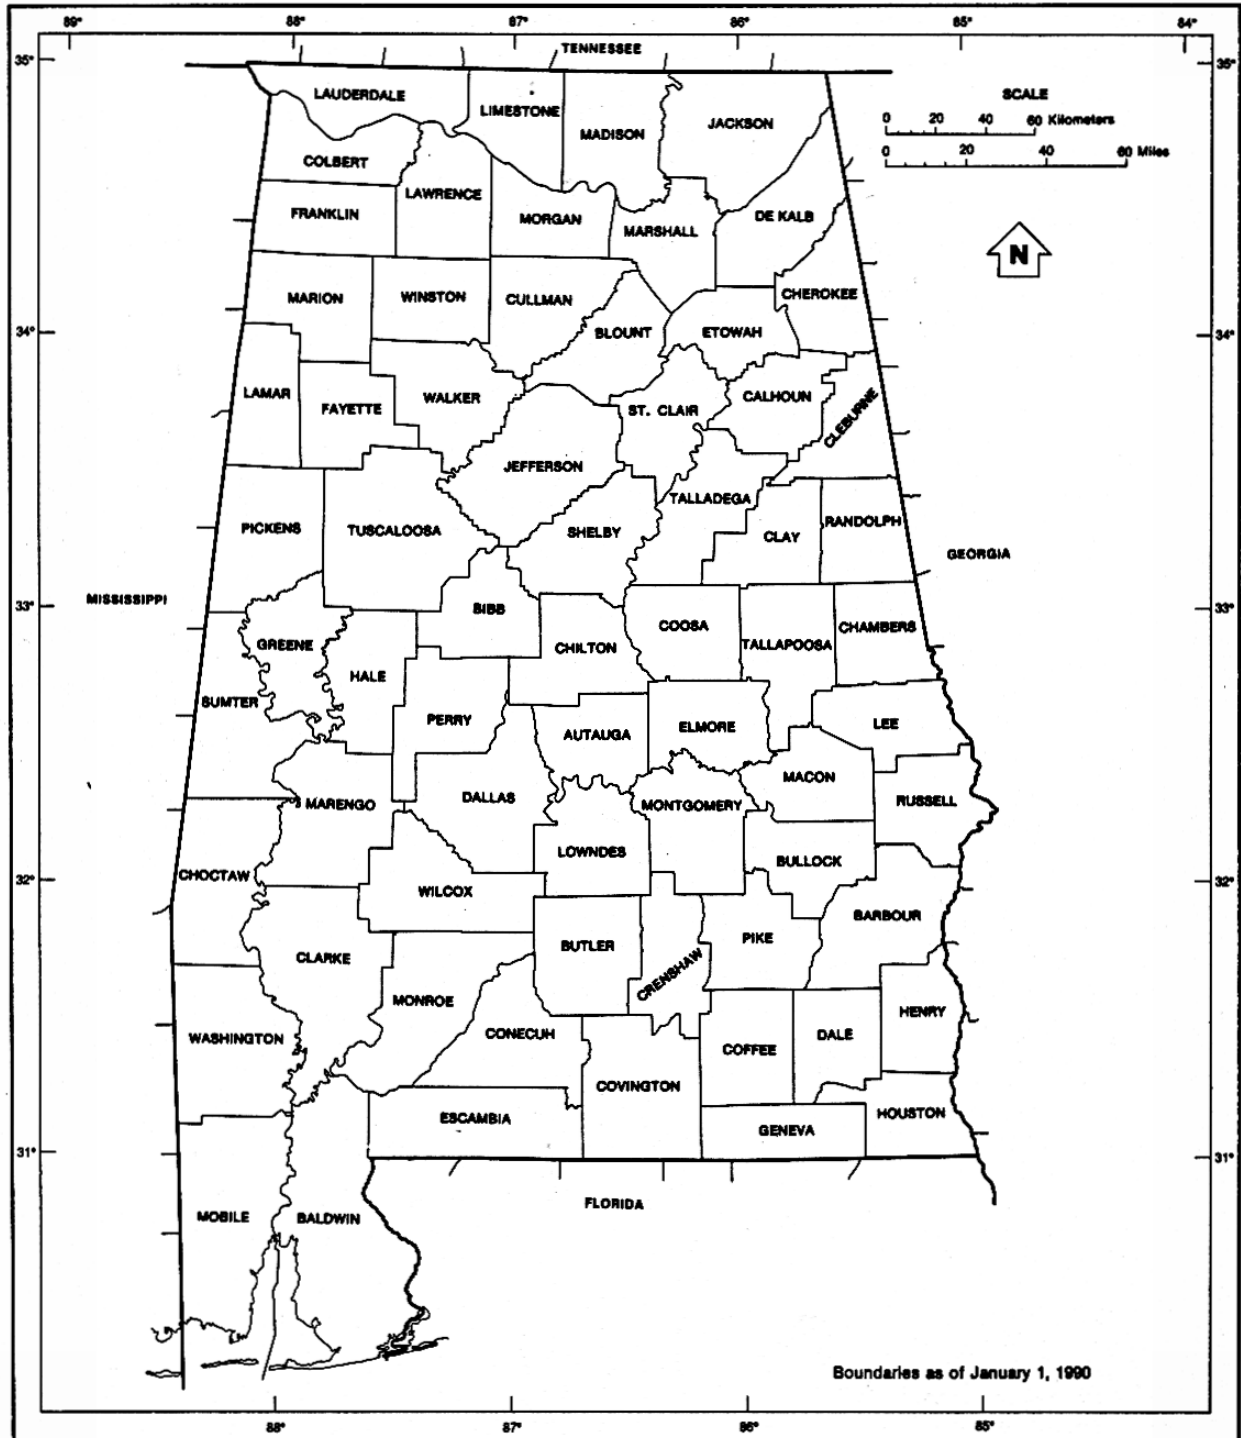 89° 88° 87° 86° 85° 84°
TENNESSEE
35° 35°
SCALE
0 20 40 60 Kilometers
0 20 40 60 Miles
LAUDERDALE
LIMESTONE
MADISON
JACKSON
COLBERT
LAWRENCE
FRANKLIN
MORGAN
MARSHALL
DE KALB
N
MARION
WINSTON
CULLMAN
CHEROKEE
BLOUNT
ETOWAH
34° 34°
LAMAR
FAYETTE
WALKER
ST. CLAIR
CALHOUN
CLEBURNE
JEFFERSON
TALLADEGA
PICKENS
TUSCALOOSA
SHELBY
CLAY
RANDOLPH
GEORGIA
MISSISSIPPI
33° 33°
BIBB
GREENE
CHILTON
COOSA
TALLAPOOSA
CHAMBERS
HALE
SUMTER
PERRY
AUTAUGA
ELMORE
LEE
MACON
MARENGO
DALLAS
MONTGOMERY
RUSSELL
LOWNDES
BULLOCK
CHOCTAW
32° 32°
WILCOX
BARBOUR
CLARKE
BUTLER
PIKE
CRENSHAW
MONROE
HENRY
WASHINGTON
CONECUH
COFFEE
DALE
COVINGTON
ESCAMBIA
GENEVA
HOUSTON
31° 31°
FLORIDA
MOBILE
BALDWIN
Boundaries as of January 1, 1990
88° 87° 86° 85°